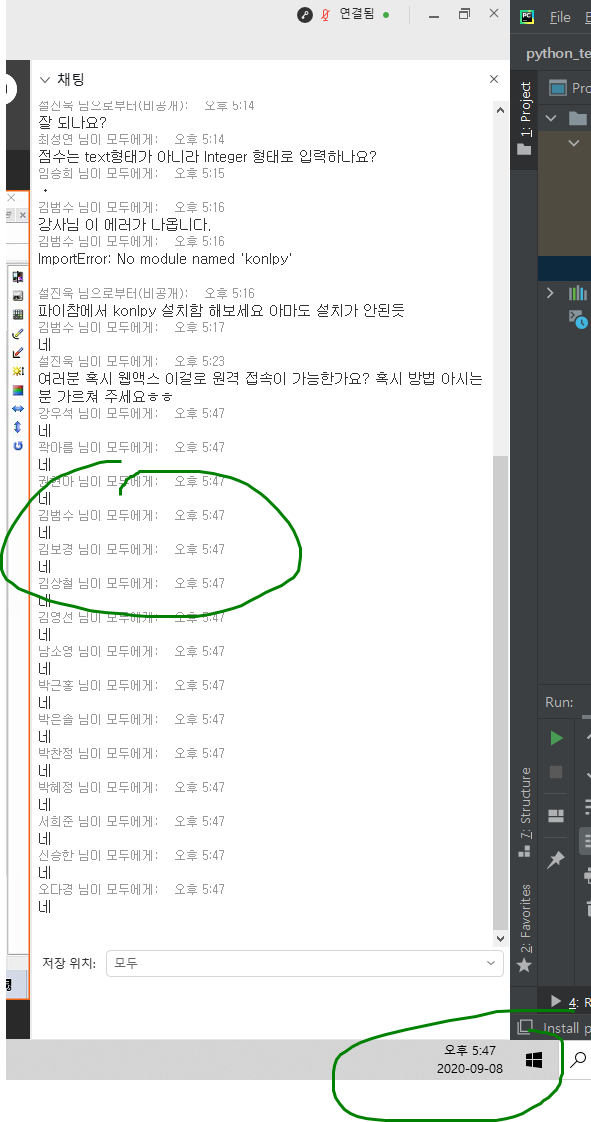 연결됨
File
E
python_te
채팅
Pro
1: Project
설진욱 님으로부터(비공개): 오후 5:14
잘 되나요?
최성연 님이 모두에게: 오후 5:14
점수는 text형태가 아니라 Integer 형태로 입력하나요?
임승희 님이 모두에게: 오후 5:15
.
김범수 님이 모두에게: 오후 5:16
강사님 이 에러가 나옵니다.
김범수 님이 모두에게: 오후 5:16
ImportError: No module named 'konlpy'
설진욱 님으로부터(비공개): 오후 5:16
파이참에서 konlpy 설치함 해보세요 아마도 설치가 안된듯
김범수 님이 모두에게: 오후 5:17
네
설진욱 님이 모두에게: 오후 5:23
여러분 혹시 웹맥스 이걸로 원격 접속이 가능한가요? 혹시 방법 아시는
분 가르쳐 주세요ㅎㅎ
강우석 님이 모두에게: 오후 5:47
네
곽아름 님이 모두에게: 오후 5:47
네
권현아 님이 모두에게: 오후 5:47
네
김범수 님이 모두에게: 오후 5:47
네
김보경 님이 모두에게: 오후 5:47
네
김상철 님이 모두에게: 오후 5:47
네
김영선 님이 모두에게: 오후 5:47
네
남소영 님이 모두에게: 오후 5:47
네
박근홍 님이 모두에게: 오후 5:47
네
박은솔 님이 모두에게: 오후 5:47
네
박찬정 님이 모두에게: 오후 5:47
네
박혜정 님이 모두에게: 오후 5:47
네
서희준 님이 모두에게: 오후 5:47
네
신승한 님이 모두에게: 오후 5:47
네
오다경 님이 모두에게: 오후 5:47
네
Run:
7: Structure
2: Favorites
저장 위치: 모두
4: R
Install p
오후 5:47
2020-09-08